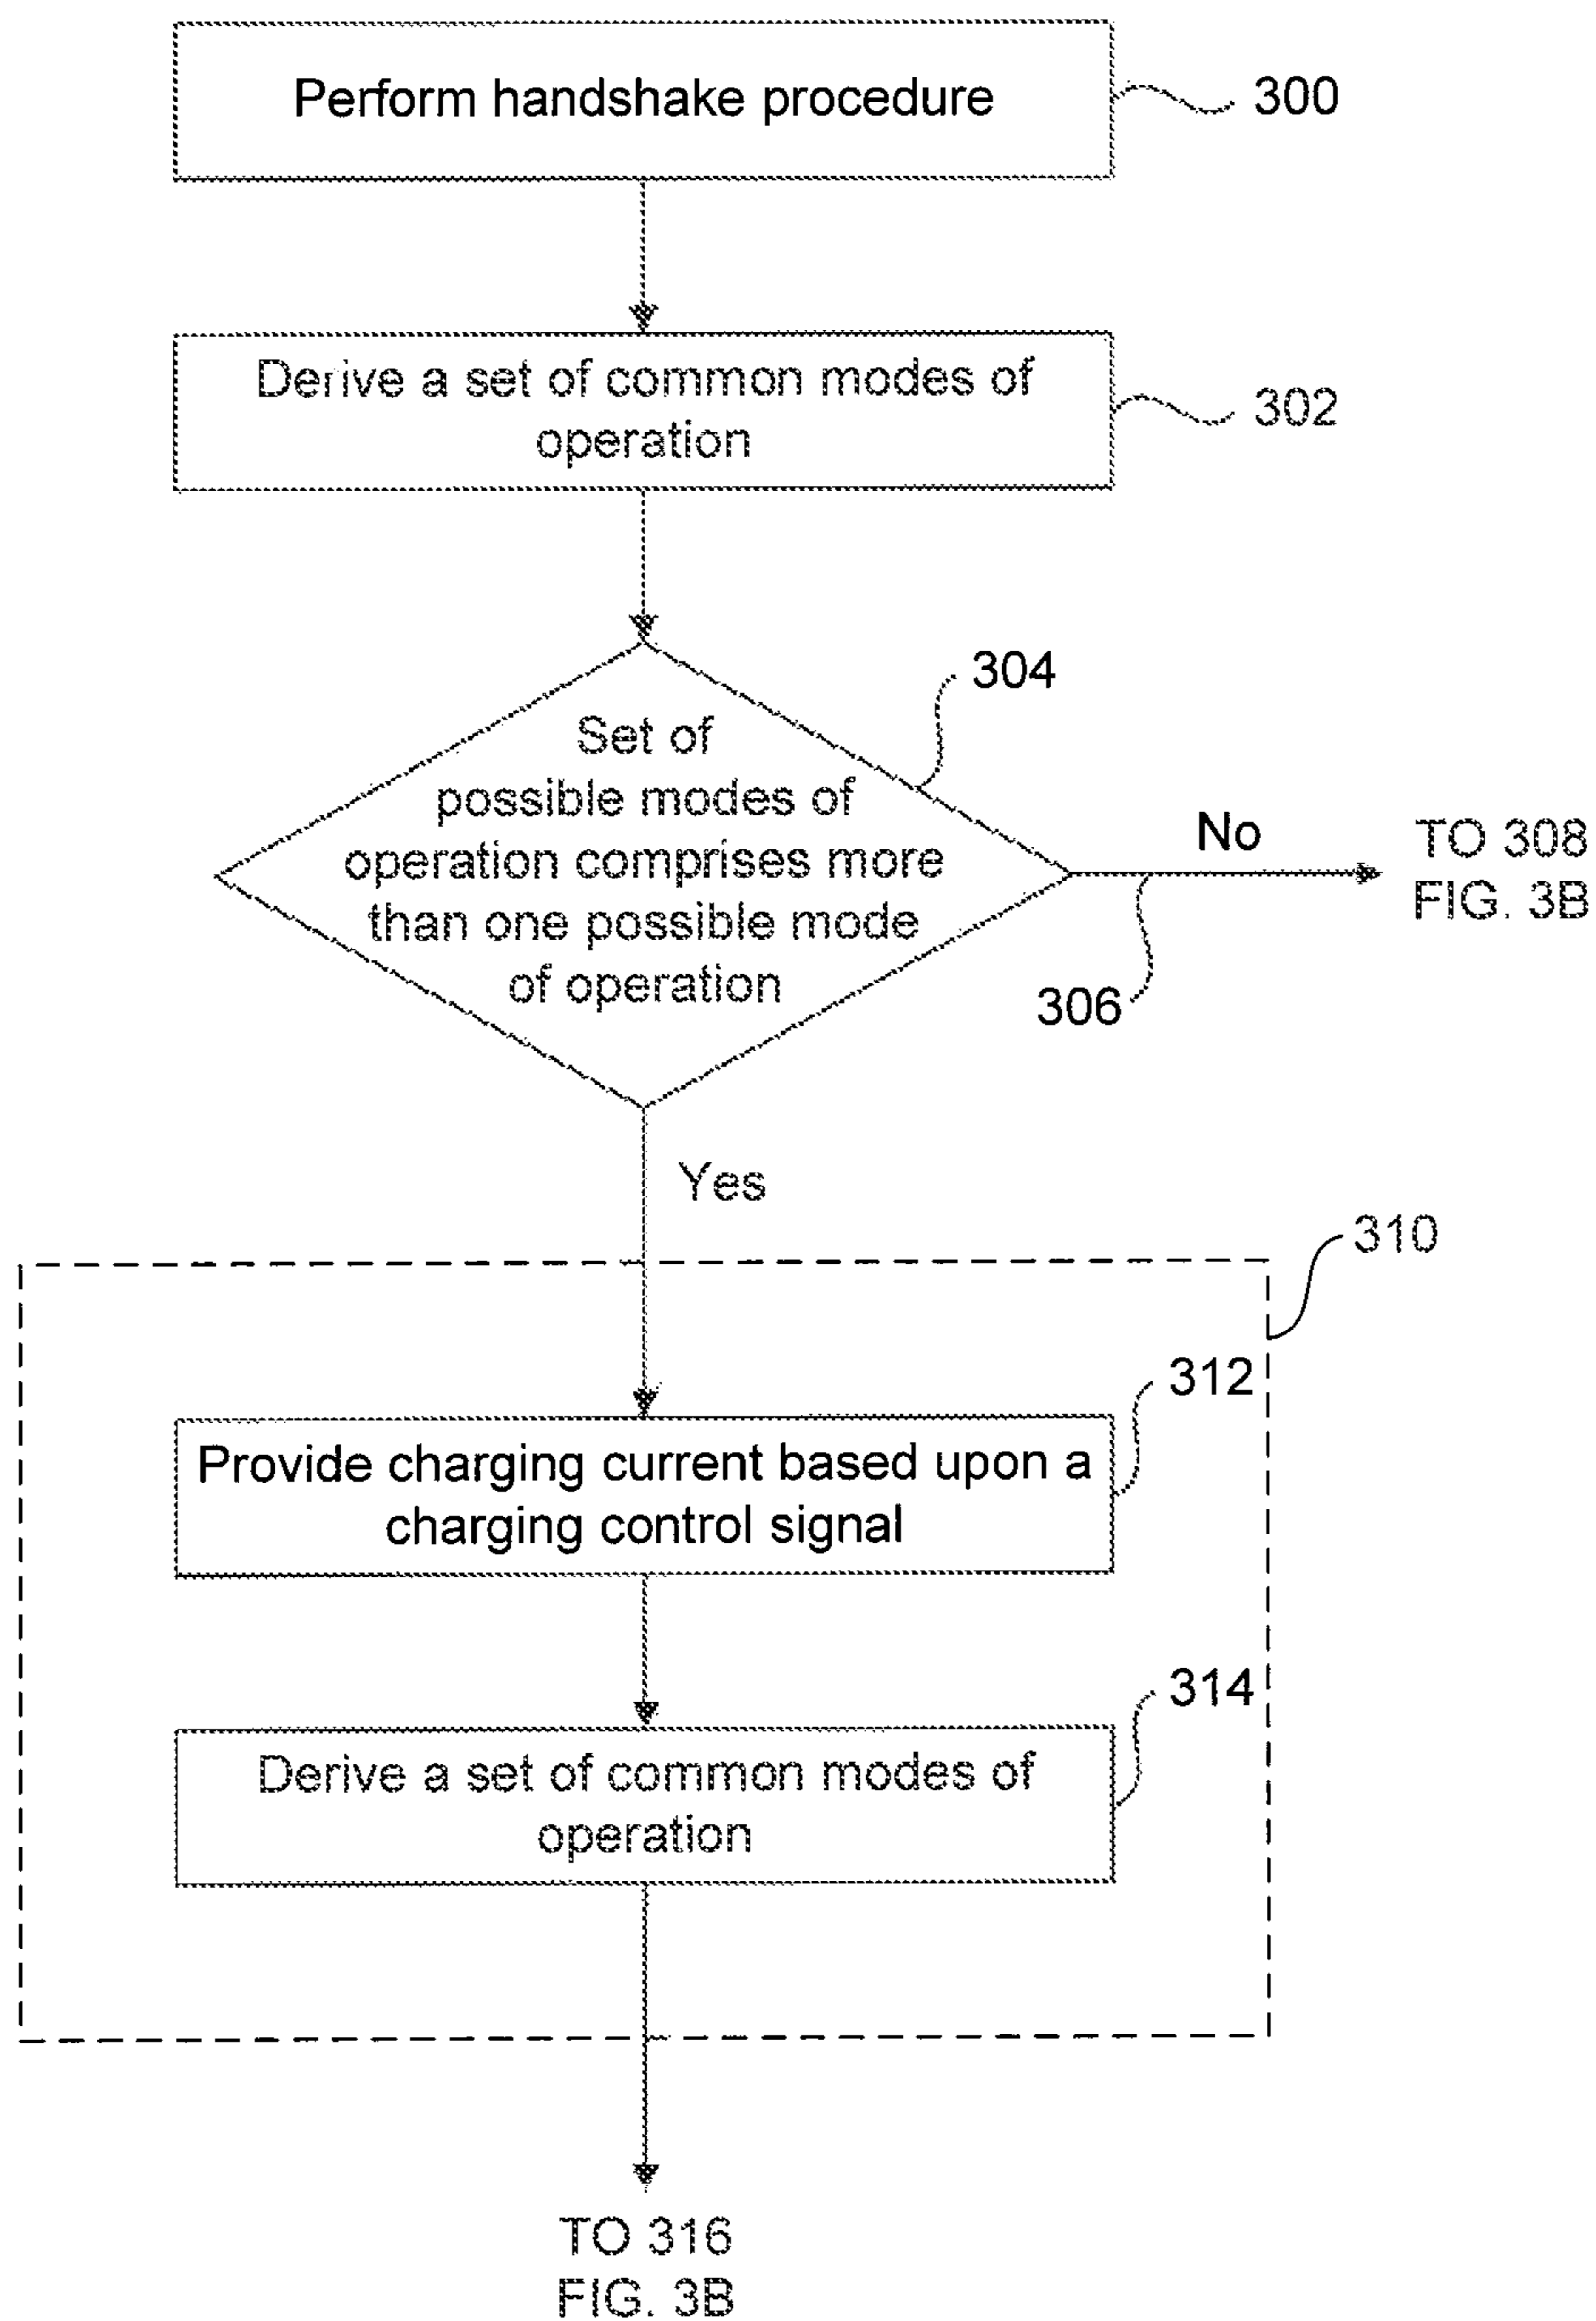 Perform handshake procedure
300
Derive a set of common modes of
operation
302
304
Set of
possible modes of
operation comprises more
than one possible mode
of operation
No
TO 308
FIG. 3B
306
Yes
310
312
Provide charging current based upon a
charging control signal
314
Derive a set of common modes of
operation
TO 316
FIG. 3B